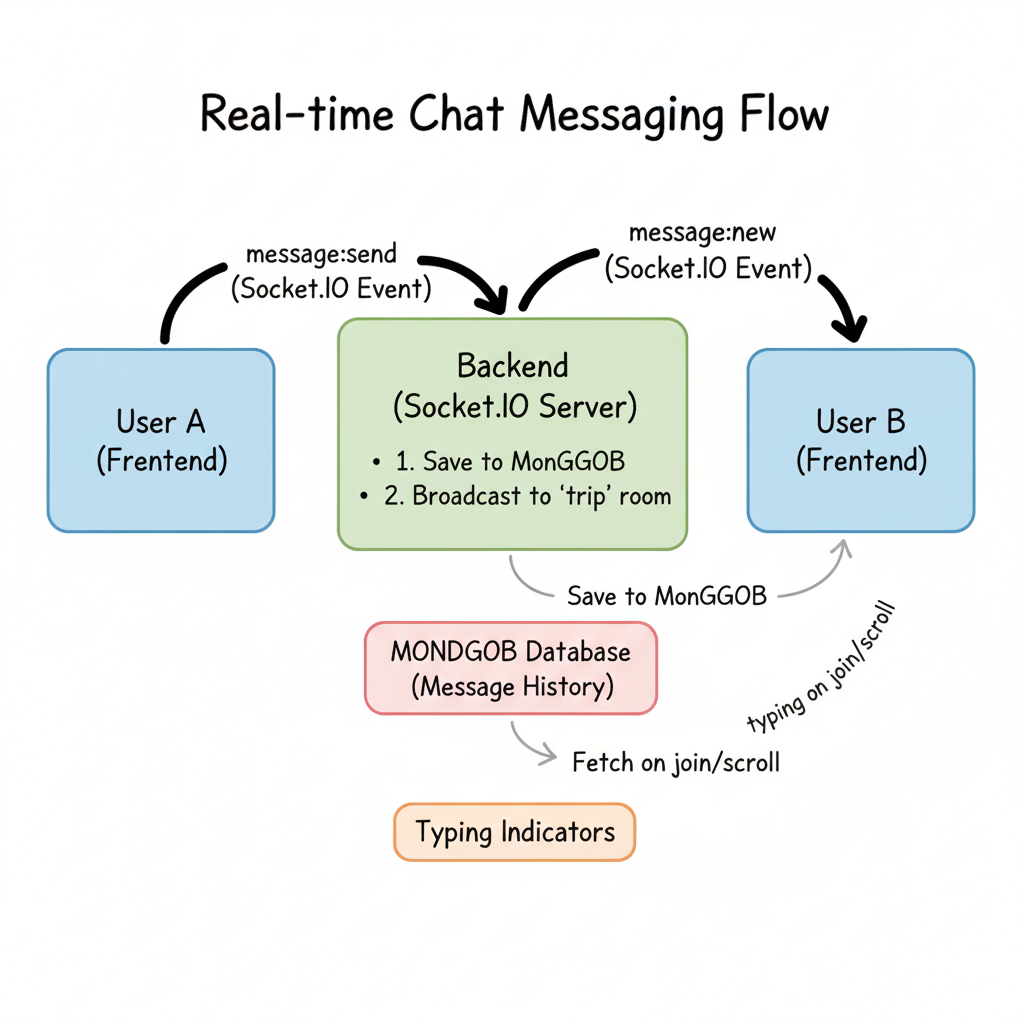 Real-time Chat Messaging Flow
message:send
(Socket.IO Event)
message:new
(Socket.IO Event)
User A
(Frentend)
Backend
(Socket.IO Server)
• 1. Save to MonGGOB
• 2. Broadcast to ‘trip’ room
User B
(Frentend)
Save to MonGGOB
MONDGOB Database
(Message History)
typing on join/scroll
Fetch on join/scroll
Typing Indicators